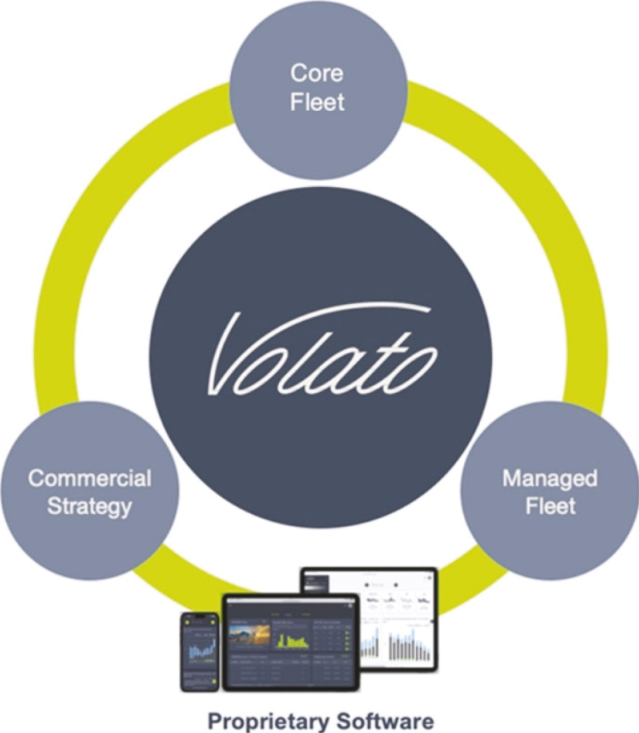 Core
Fleet
Volato
Commercial
Strategy
Managed
Fleet
Proprietary Software